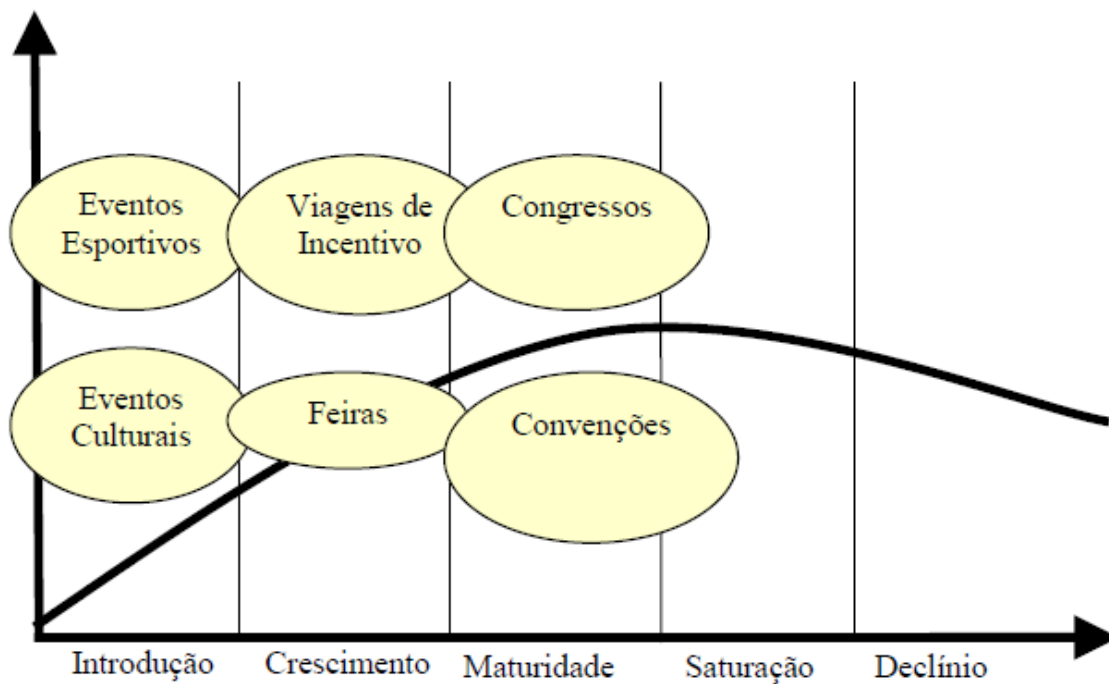 Eventos
Esportivos
Viagens de
Incentivo
Congressos
Eventos
Culturais
Feiras
Convenções
Introdução
Crescimento
Maturidade
Saturação
Declínio